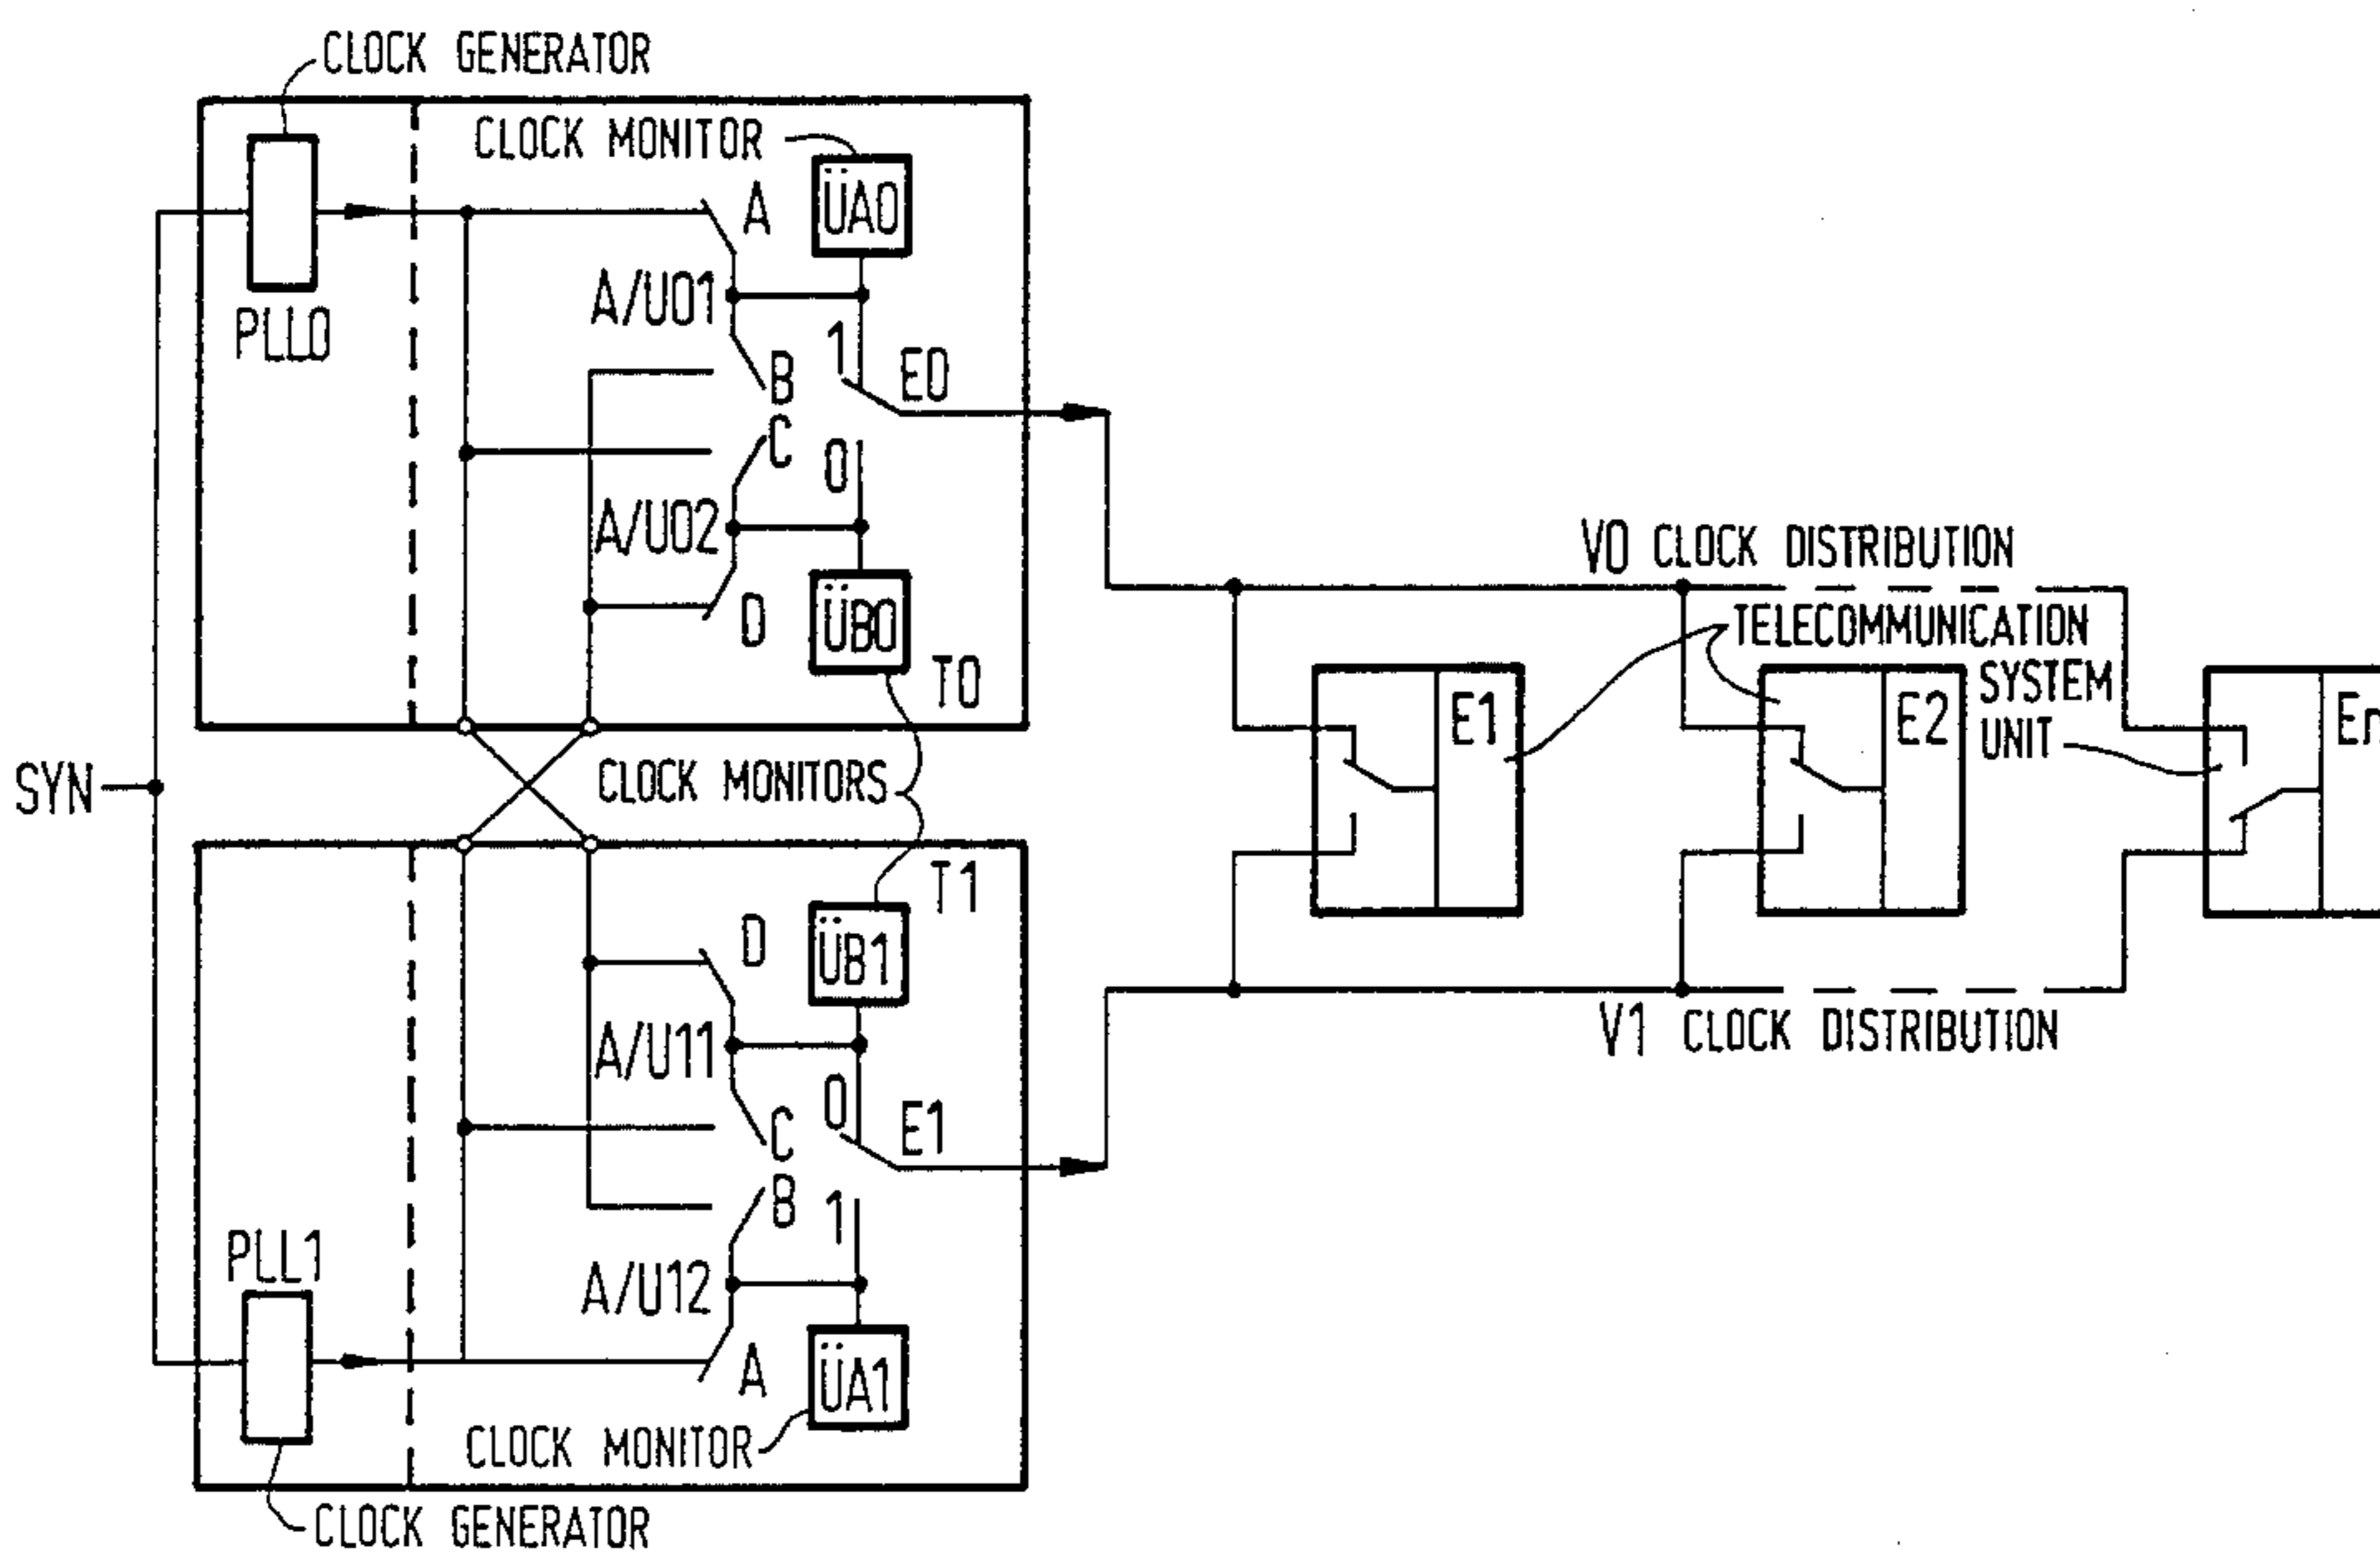 CLOCK GENERATOR
CLOCK MONITOR
A
ÜA0
A/U01
PLL0
1
E0
B
C
0
A/U02
D
ÜB0
T0
V0 CLOCK DISTRIBUTION
TELECOMMUNICATION
SYSTEM
UNIT
E1
E2
SYN
CLOCK MONITORS
T1
D
ÜB1
V1 CLOCK DISTRIBUTION
A/U11
0
E1
C
B
1
PLL1
A/U12
A
ÜA1
CLOCK MONITOR
CLOCK GENERATOR